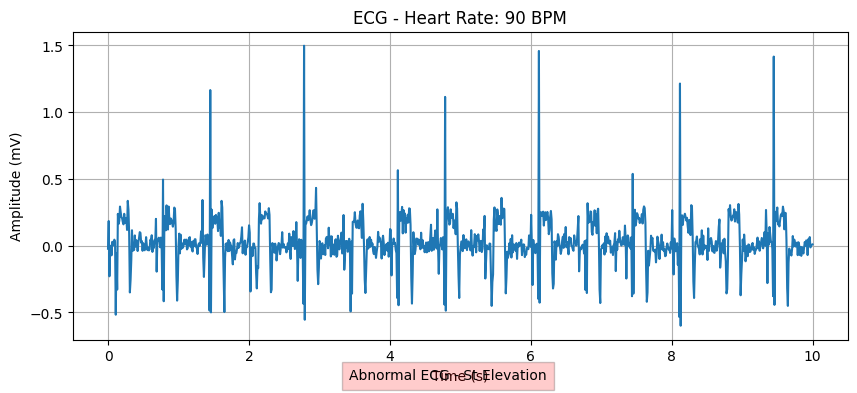 ECG - Heart Rate: 90 BPM
Amplitude (mV)
1.5
1.0
0.5
0.0
−0.5
0 2 4 6 8 10
Time (s)
Abnormal ECG - St Elevation